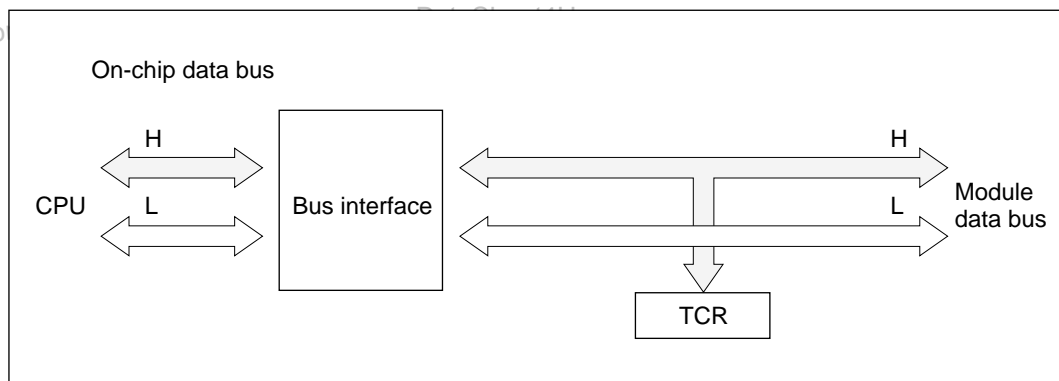 On-chip data bus
H
H
CPU
L
Bus interface
L
Module
data bus
TCR